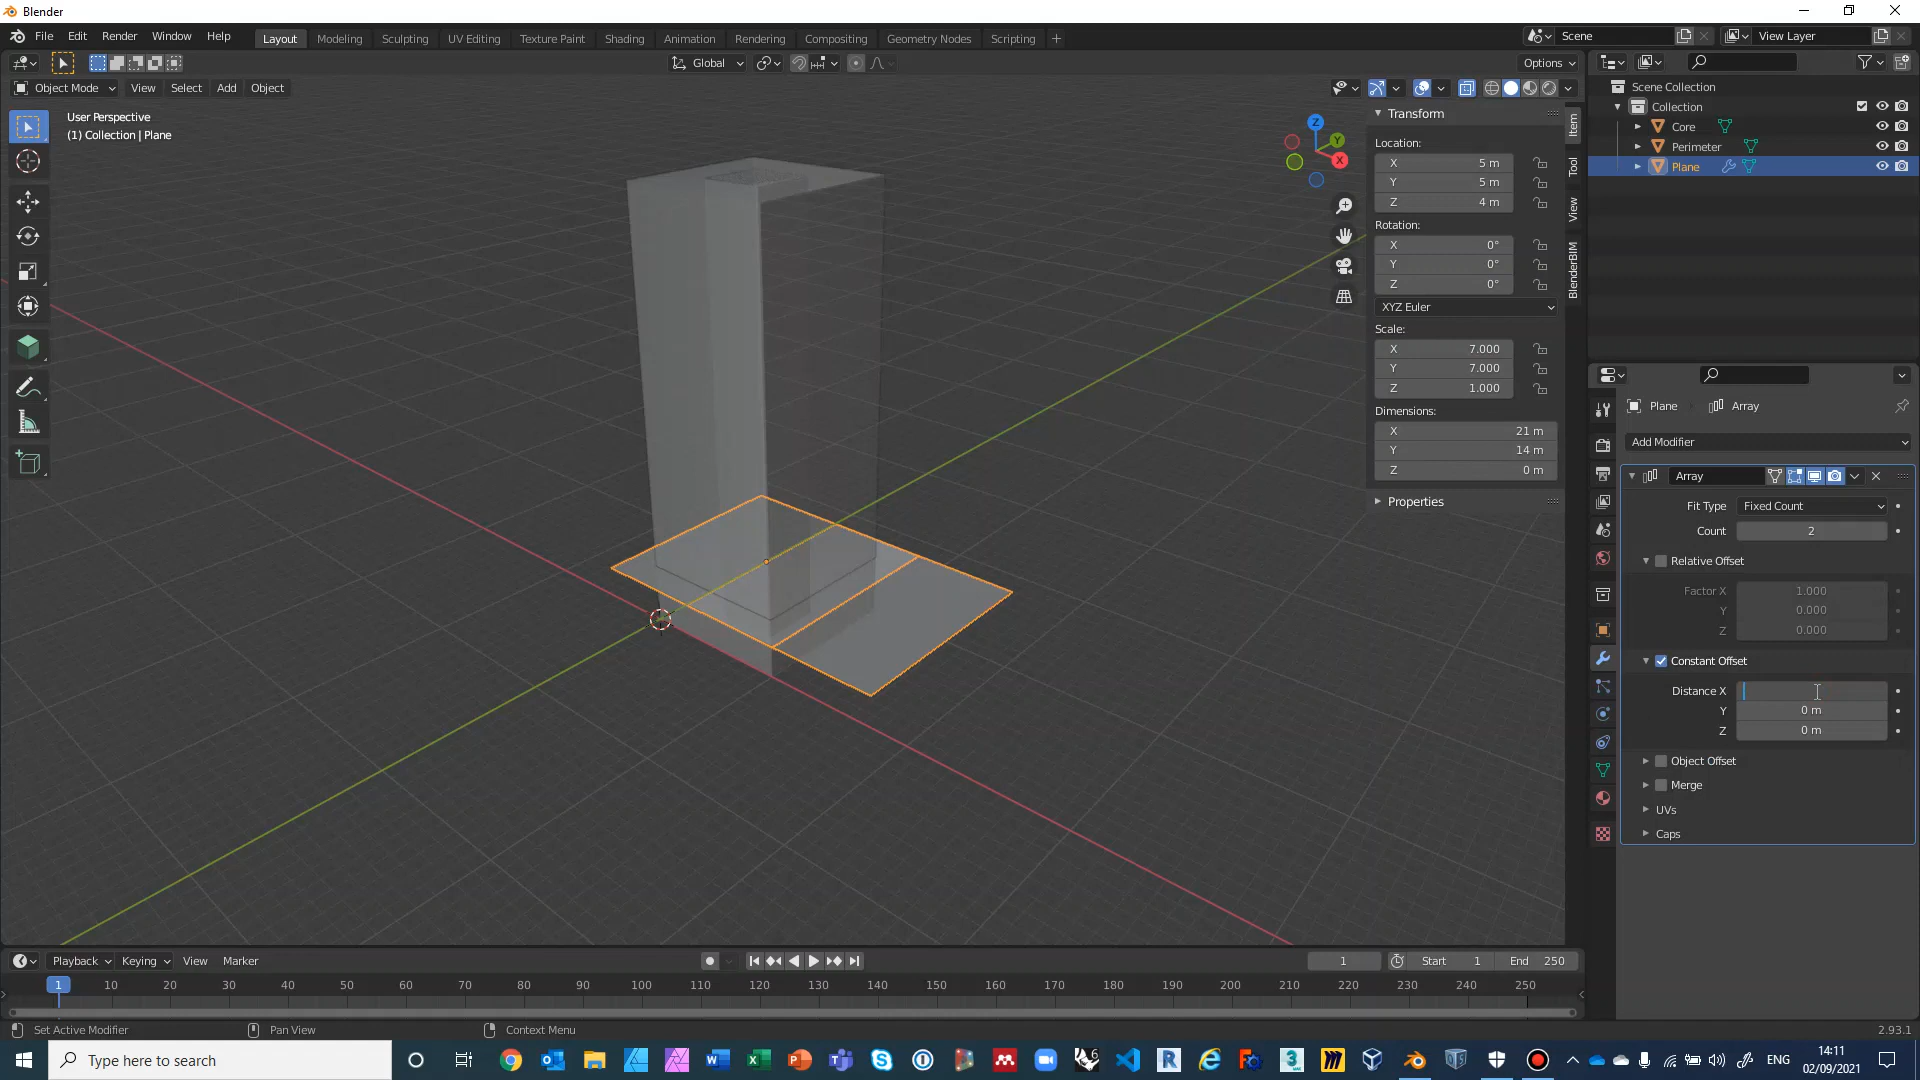 Blender
File Edit Render Window Help
Layout Modeling Sculpting UV Editing Texture Paint Shading Animation Rendering Compositing Geometry Nodes Scripting +
Scene
View Layer
Global
Options
Object Mode View Select Add Object
User Perspective
(1) Collection | Plane
Z
Y
X
Transform
Location:
X 5 m
Y 5 m
Z 4 m
Rotation:
X 0°
Y 0°
Z 0°
XYZ Euler
Scale:
X 7.000
Y 7.000
Z 1.000
Dimensions:
X 21 m
Y 14 m
Z 0 m
Properties
Item
Tool
View
BlenderBIM
Scene Collection
Collection
Core
Perimeter
Plane
Plane Array
Add Modifier
Array
Fit Type Fixed Count
Count 2
Relative Offset
Factor X 1.000
Y 0.000
Z 0.000
Constant Offset
Distance X
Y 0 m
Z 0 m
Object Offset
Merge
UVs
Caps
Playback Keying View Marker
1 Start 1 End 250
1 10 20 30 40 50 60 70 80 90 100 110 120 130 140 150 160 170 180 190 200 210 220 230 240 250
Set Active Modifier Pan View Context Menu
2.93.1
Type here to search
ENG
14:11
02/09/2021